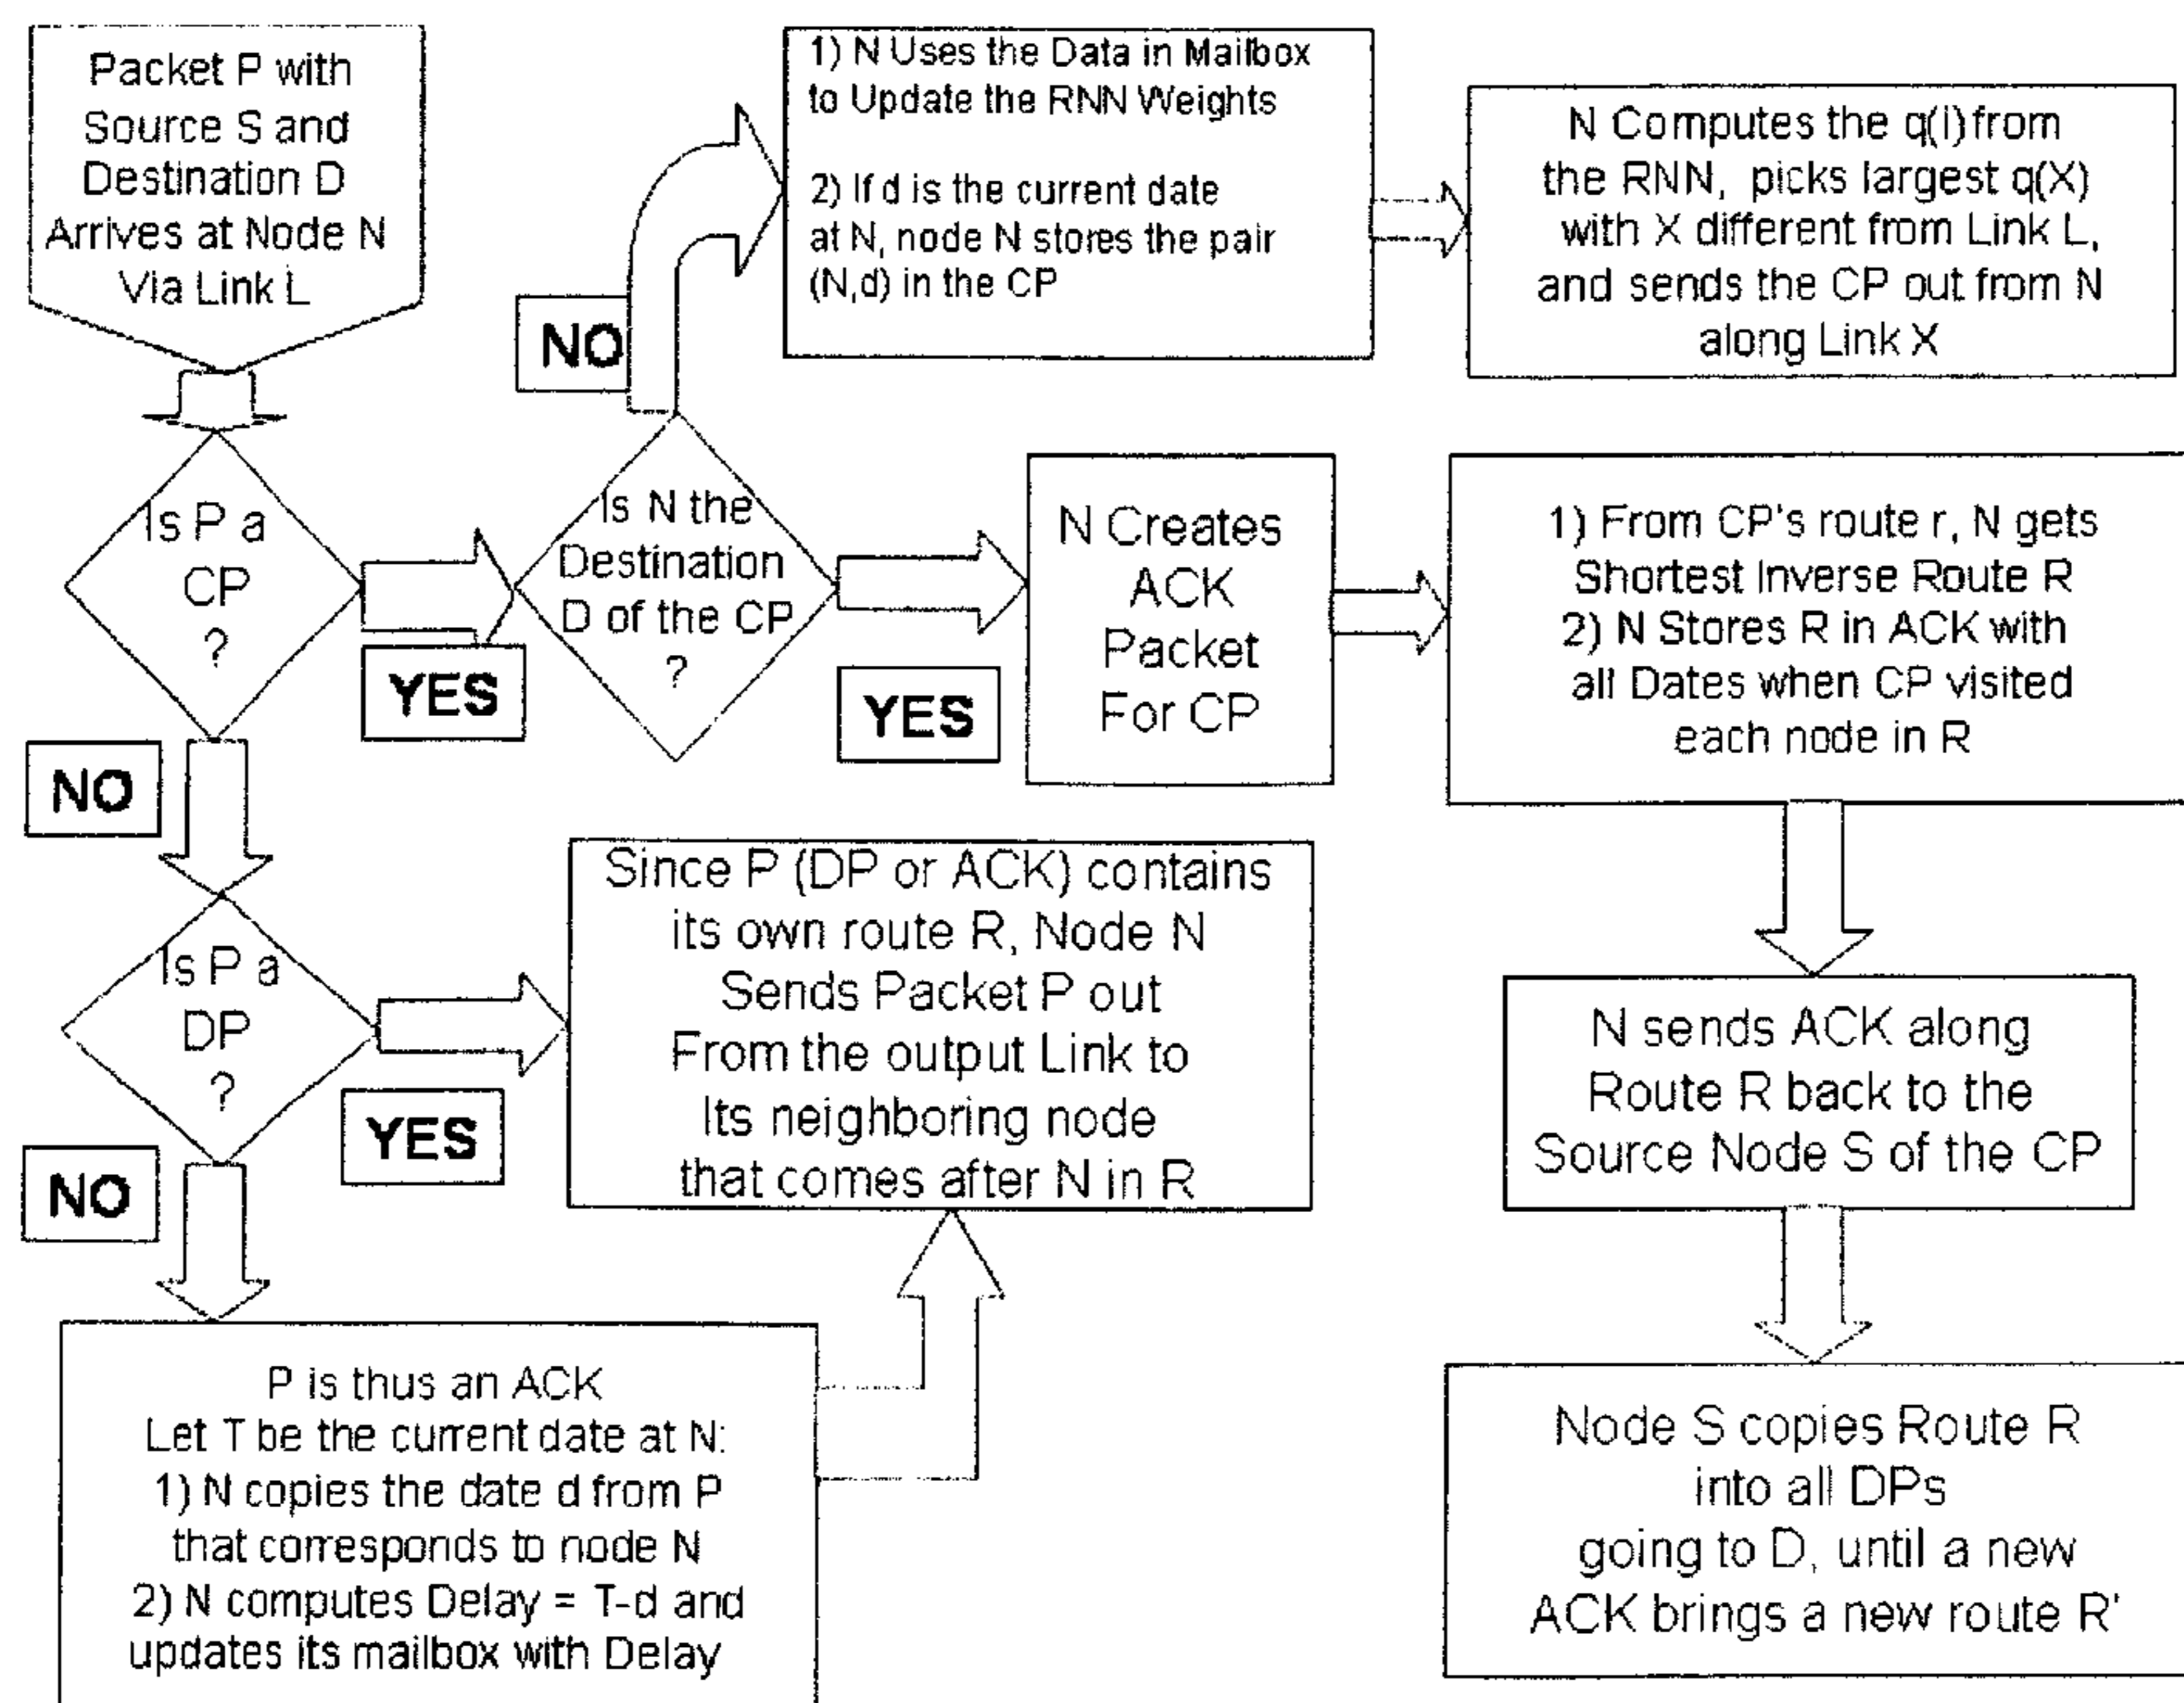 Packet P with
Source S and
Destination D
Arrives at Node N
Via Link L
1) N Uses the Data in Mailbox
to Update the RNN Weights
2) If d is the current date
at N, node N stores the pair
(N,d) in the CP
N Computes the q(i) from
the RNN, picks largest q(X)
with X different from Link L,
and sends the CP out from N
along Link X
NO
Is P a
CP
?
YES
Is N the
Destination
D of the CP
?
YES
N Creates
ACK
Packet
For CP
1) From CP's route r, N gets
Shortest Inverse Route R
2) N Stores R in ACK with
all Dates when CP visited
each node in R
NO
Is P a
DP
?
YES
Since P (DP or ACK) contains
its own route R, Node N
Sends Packet P out
From the output Link to
Its neighboring node
that comes after N in R
N sends ACK along
Route R back to the
Source Node S of the CP
NO
P is thus an ACK
Let T be the current date at N:
1) N copies the date d from P
that corresponds to node N
2) N computes Delay = T-d and
updates its mailbox with Delay
Node S copies Route R
into all DPs
going to D, until a new
ACK brings a new route R'